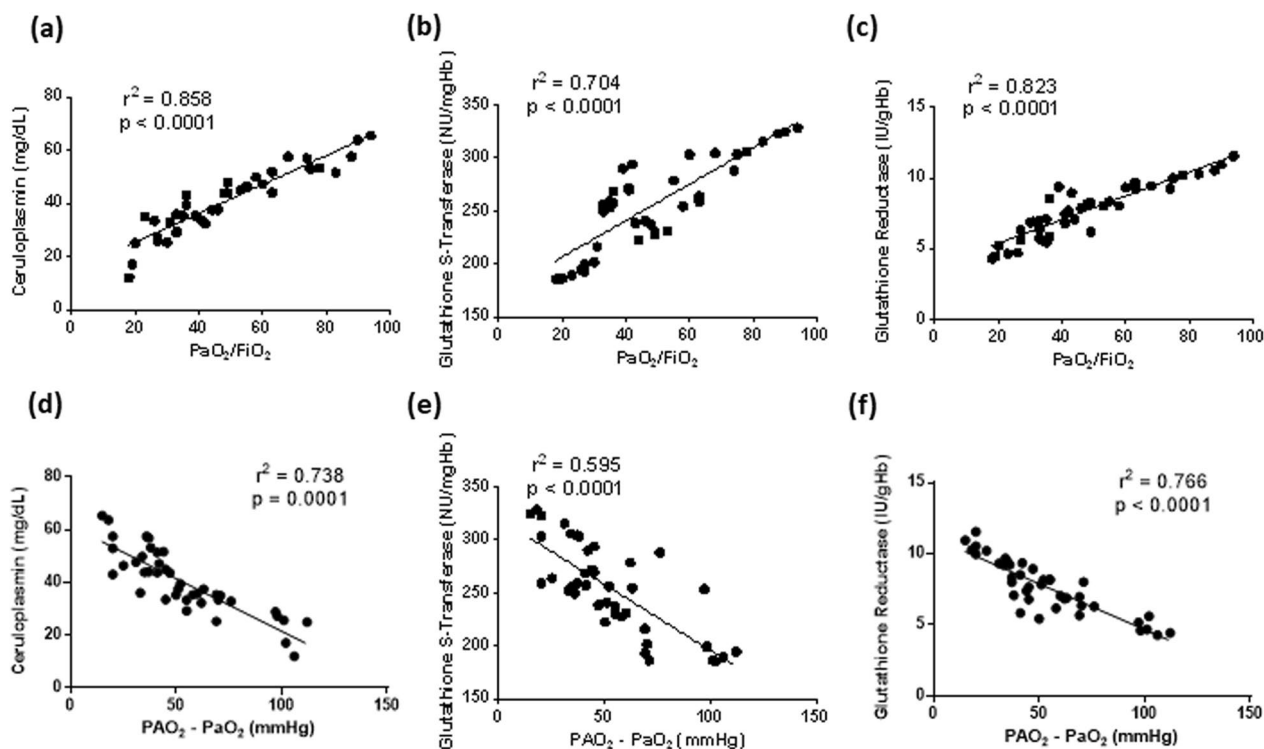 (a)
r² = 0.858
p < 0.0001
Ceruloplasmin (mg/dL)
80
60
40
20
0
0 20 40 60 80 100
PaO₂/FiO₂
(b)
r² = 0.704
p < 0.0001
Glutathione S-Transferase (NU/mgHb)
350
300
250
200
150
0 20 40 60 80 100
PaO₂/FiO₂
(c)
r² = 0.823
p < 0.0001
Glutathione Reductase (IU/gHb)
15
10
5
0
0 20 40 60 80 100
PaO₂/FiO₂
(d)
r² = 0.738
p = 0.0001
Ceruloplasmin (mg/dL)
80
60
40
20
0
0 50 100 150
PAO₂ - PaO₂ (mmHg)
(e)
r² = 0.595
p < 0.0001
Glutathione S-Transferase (NU/mgHb)
350
300
250
200
150
0 50 100 150
PAO₂ - PaO₂ (mmHg)
(f)
r² = 0.766
p < 0.0001
Glutathione Reductase (IU/gHb)
15
10
5
0
0 50 100 150
PAO₂ - PaO₂ (mmHg)